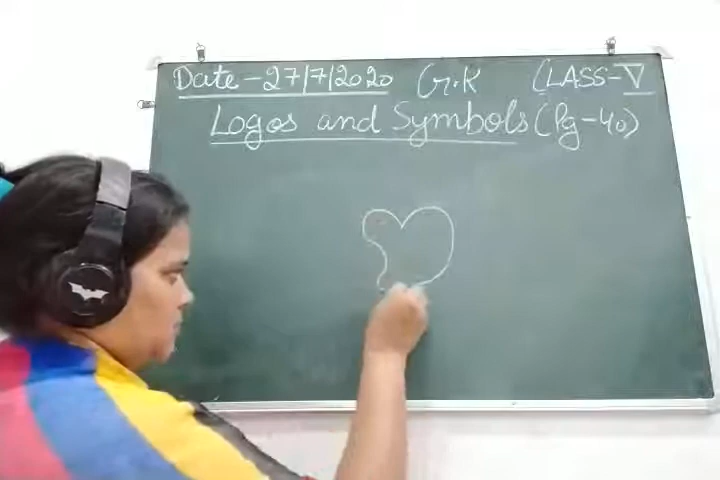 Date - 27/7/2020 G.K CLASS-V
Logos and Symbols (Pg-40)